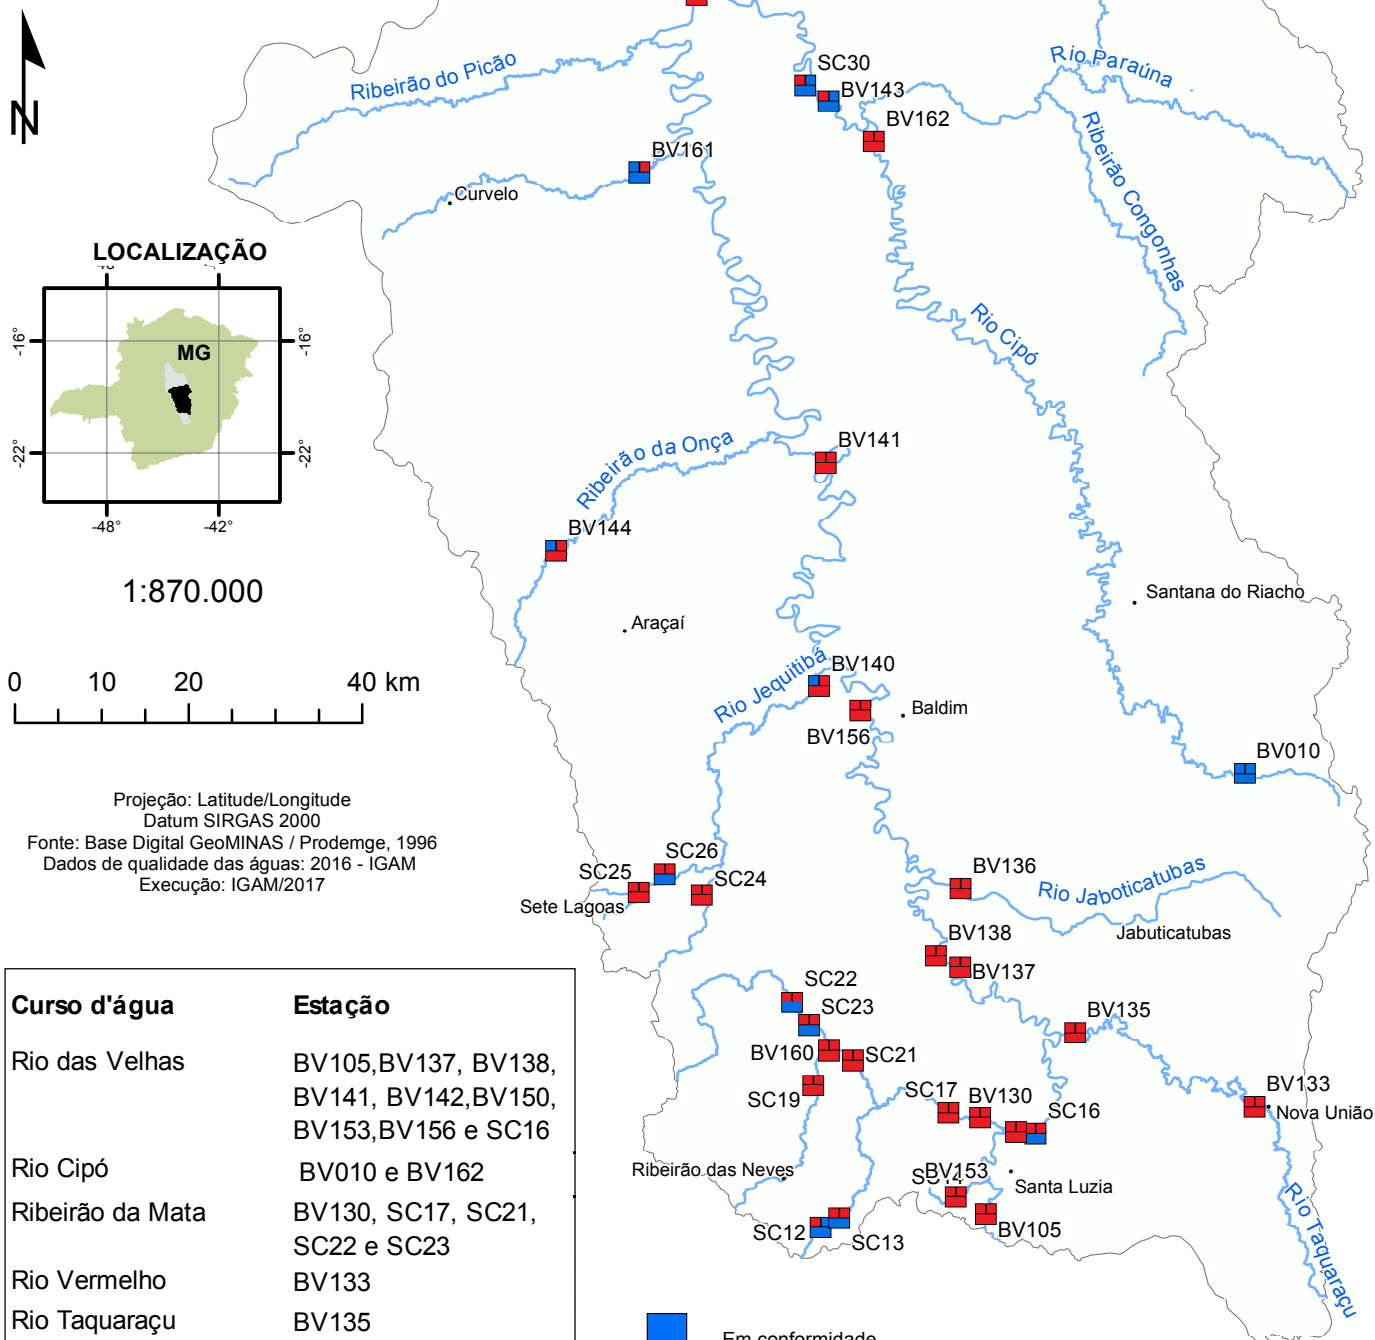 N
Ribeirão do Picão
SC30
BV143
Rio Paraúna
BV162
Ribeirão Congonhas
BV161
Curvelo
LOCALIZAÇÃO
-16°
-16°
MG
-22°
-22°
-48°
-42°
1:870.000
Rio Cipó
Ribeirão da Onça
BV141
BV144
Santana do Riacho
Araçaí
0 10 20 40 km
Rio Jequitibá
BV140
BV156
Baldim
BV010
Projeção: Latitude/Longitude
Datum SIRGAS 2000
Fonte: Base Digital GeoMINAS / Prodemge, 1996
Dados de qualidade das águas: 2016 - IGAM
Execução: IGAM/2017
SC26
SC25
SC24
Sete Lagoas
BV136
Rio Jaboticatubas
Jabuticatubas
BV138
BV137
SC22
SC23
BV135
BV160
SC21
SC19
SC17
BV130
SC16
BV133
Nova União
Ribeirão das Neves
BV153
Santa Luzia
BV105
SC12
SC13
Rio Taquaraçu
Curso d'água Estação
Rio das Velhas BV105,BV137, BV138,
BV141, BV142,BV150,
BV153,BV156 e SC16
Rio Cipó BV010 e BV162
Ribeirão da Mata BV130, SC17, SC21,
SC22 e SC23
Rio Vermelho BV133
Rio Taquaraçu BV135
Em conformidade